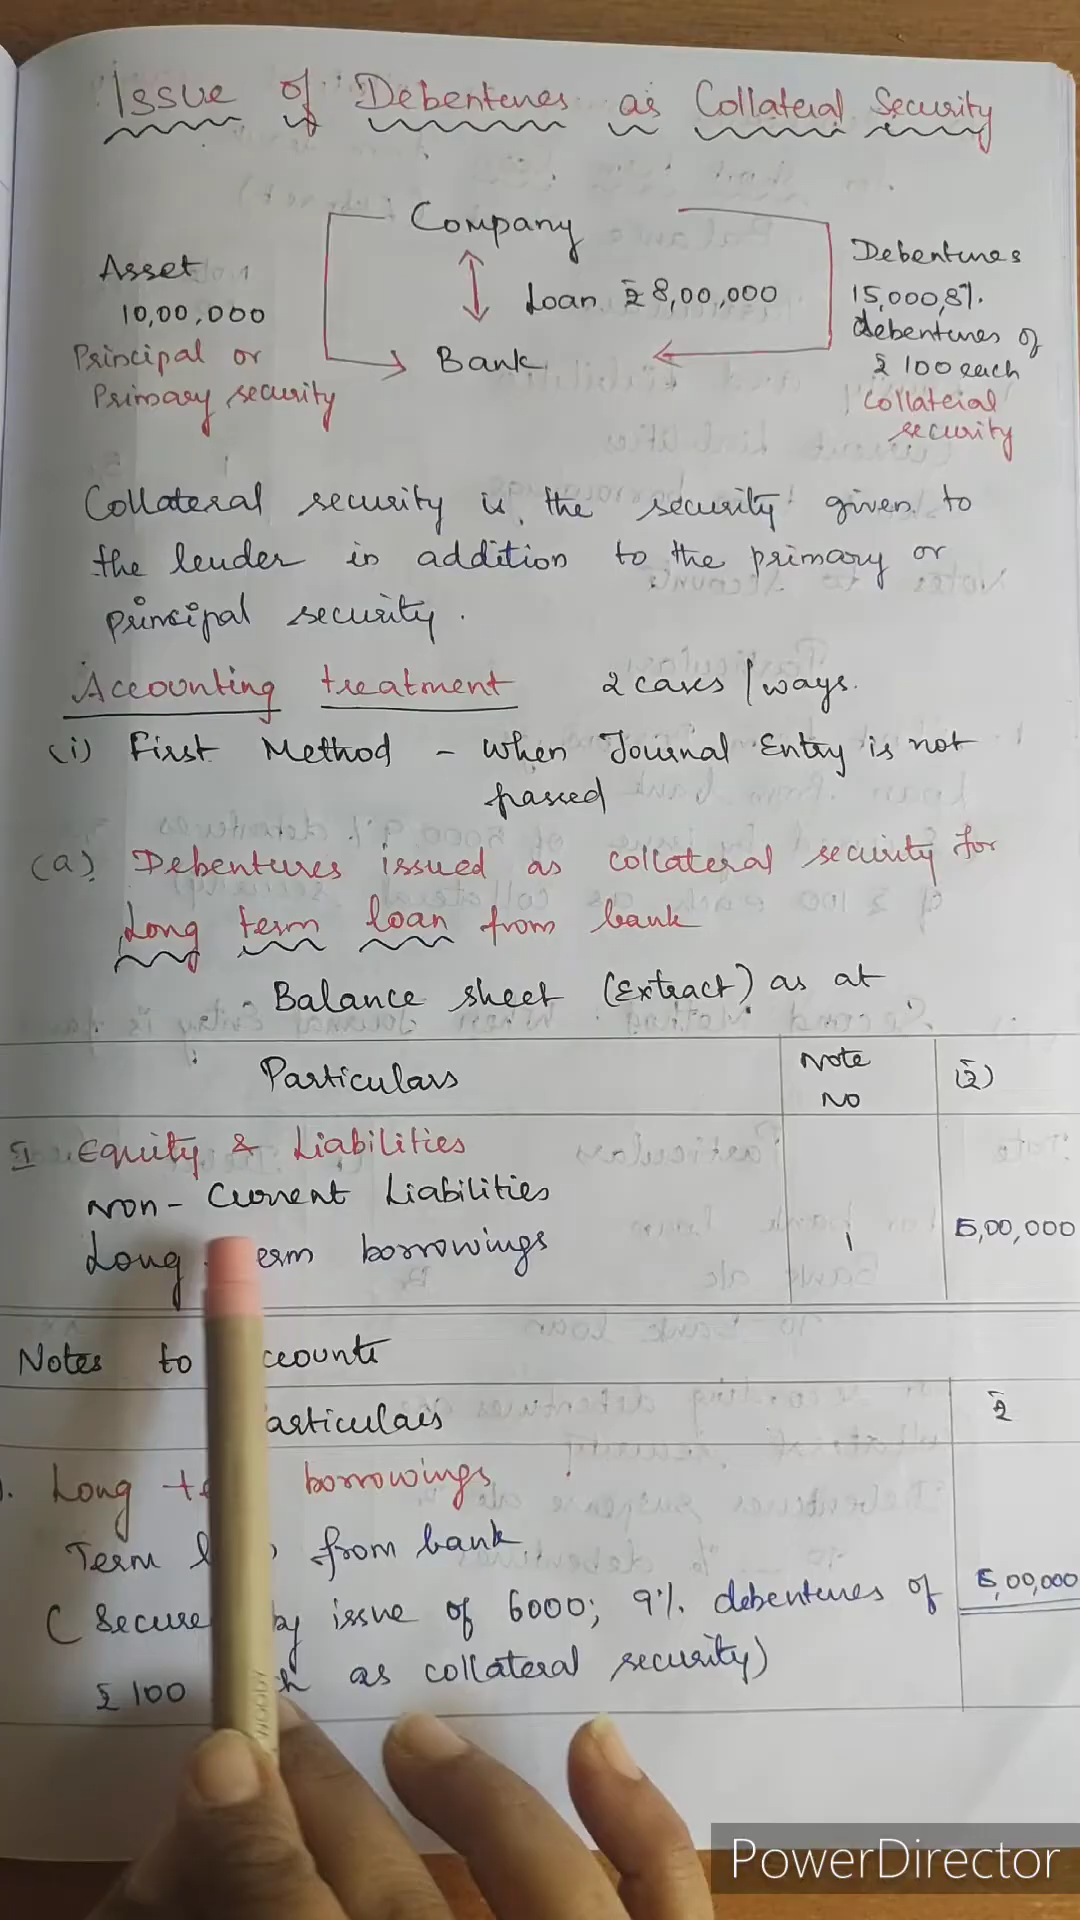 Issue of Debentures as Collateral Security
Company
Asset
10,00,000
Principal or
Primary security
Loan ₹ 8,00,000
Bank
Debentures
15,000,8%
debentures of
₹ 100 each
Collateral
security
Collateral security is the security given to
the lender in addition to the primary or
principal security.
Accounting treatment 2 cases / ways.
(i) First Method - When Journal Entry is not
passed
(a) Debentures issued as collateral security for
Long term loan from bank
Balance sheet (Extract) as at
Particulars Note No (₹)
I Equity & Liabilities
Non-Current Liabilities
Long erm borrowings 1 5,00,000
Notes to ccounts
articulars ₹
Long te borrowings
Term l from bank
(Secure by issue of 6000; 9% debentures of 5,00,000
₹ 100 h as collateral security)
PowerDirector